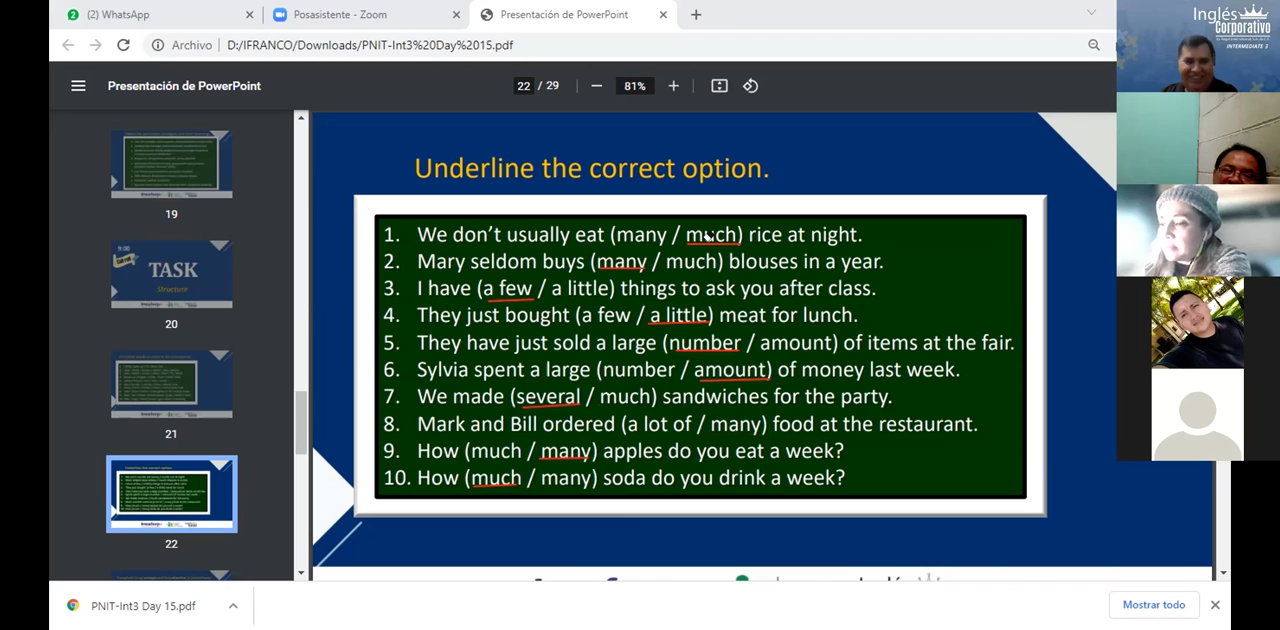 (2) WhatsApp
Posasistente - Zoom
Presentación de PowerPoint
Archivo D:/IFRANCO/Downloads/PNIT-Int3%20Day%2015.pdf
Presentación de PowerPoint
22 / 29
81%
Inglés
Corporativo
INTERMEDIATE 3
19
9:00
TASK
Structure
20
21
22
Underline the correct option.
1. We don’t usually eat (many / much) rice at night.
2. Mary seldom buys (many / much) blouses in a year.
3. I have (a few / a little) things to ask you after class.
4. They just bought (a few / a little) meat for lunch.
5. They have just sold a large (number / amount) of items at the fair.
6. Sylvia spent a large (number / amount) of money last week.
7. We made (several / much) sandwiches for the party.
8. Mark and Bill ordered (a lot of / many) food at the restaurant.
9. How (much / many) apples do you eat a week?
10. How (much / many) soda do you drink a week?
PNIT-Int3 Day 15.pdf
Mostrar todo